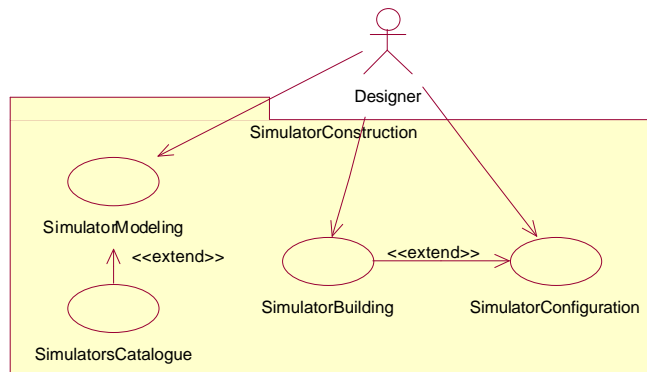 Designer
SimulatorConstruction
SimulatorModeling
<<extend>>
<<extend>>
SimulatorBuilding
SimulatorConfiguration
SimulatorsCatalogue